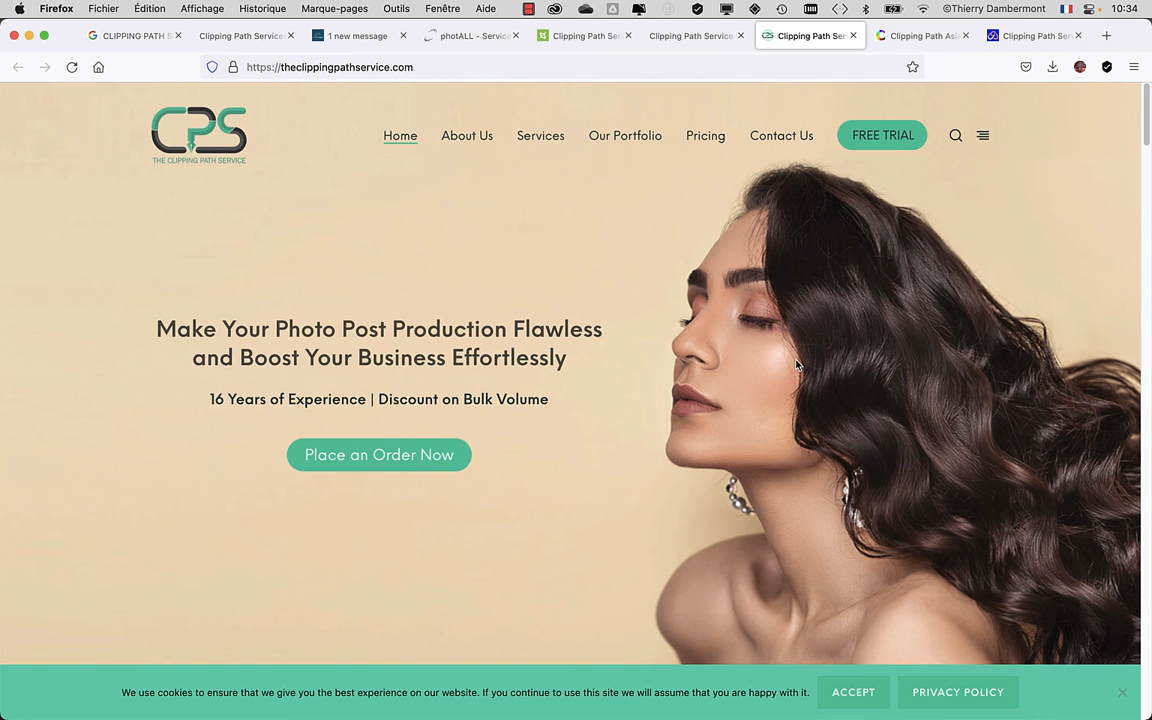 Firefox Fichier Édition Affichage Historique Marque-pages Outils Fenêtre Aide ©Thierry Dambermont 10:34
CLIPPING PATH S Clipping Path Service 1 new message photALL - Servic Clipping Path Ser Clipping Path Service Clipping Path Ser Clipping Path Asi Clipping Path Ser
https://theclippingpathservice.com
CPS
THE CLIPPING PATH SERVICE
Home About Us Services Our Portfolio Pricing Contact Us FREE TRIAL
Make Your Photo Post Production Flawless
and Boost Your Business Effortlessly
16 Years of Experience | Discount on Bulk Volume
Place an Order Now
We use cookies to ensure that we give you the best experience on our website. If you continue to use this site we will assume that you are happy with it. ACCEPT PRIVACY POLICY